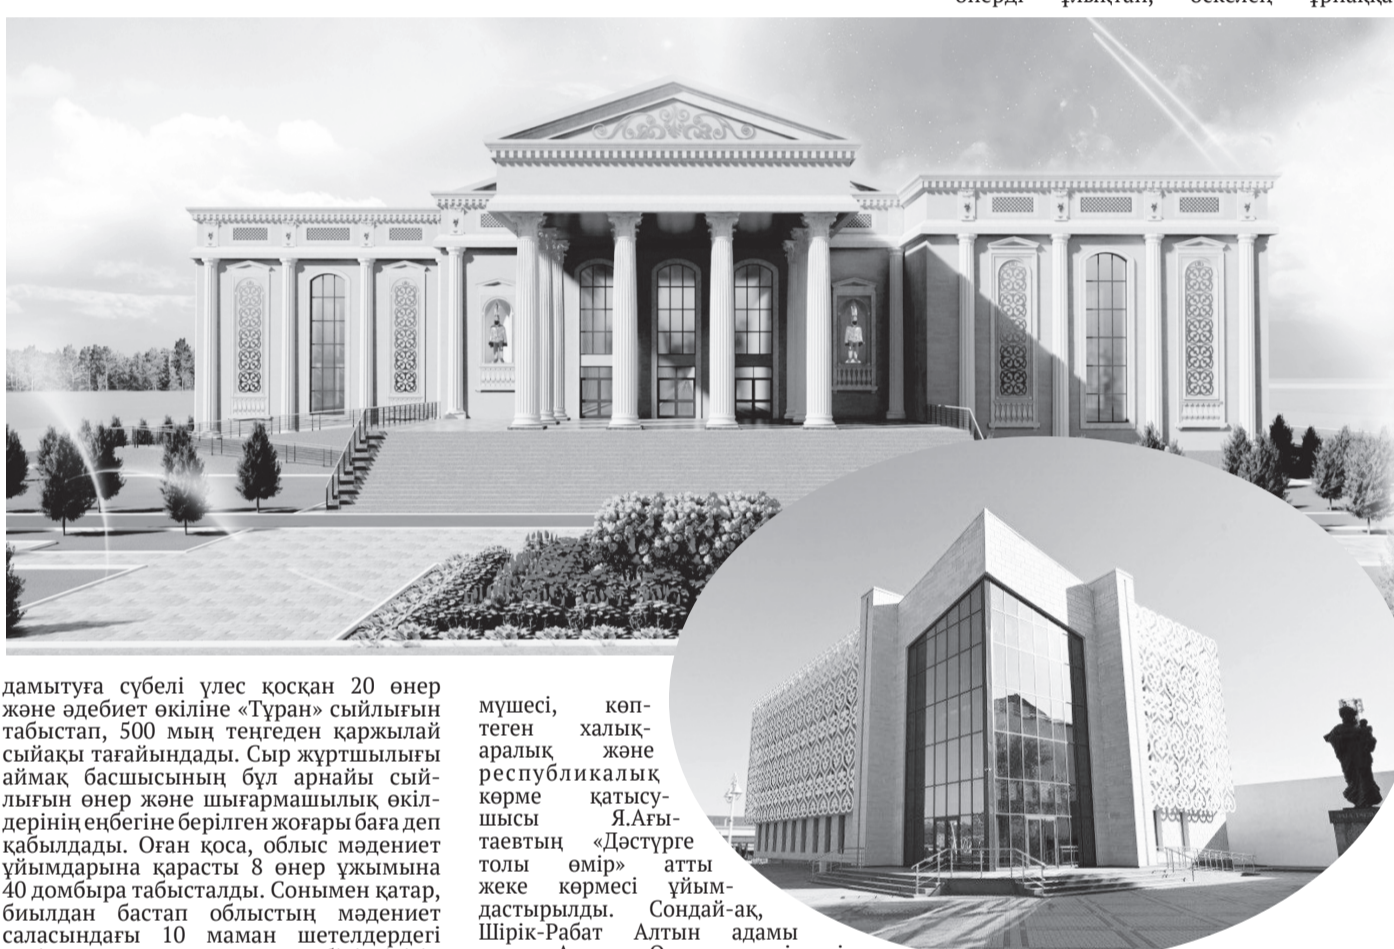 дамытуға сүбелі үлес қосқан 20 өнер
және әдебиет өкіліне «Тұран» сыйлығын
табыстап, 500 мың теңгеден қаржылай
сыйақы тағайындады. Сыр жұртшылығы
аймақ басшысының бұл арнайы сый-
лығын өнер және шығармашылық өкіл-
дерінің еңбегіне берілген жоғары баға деп
қабылдады. Оған қоса, облыс мәдениет
ұйымдарына қарасты 8 өнер ұжымына
40 домбыра табысталды. Сонымен қатар,
биылдан бастап облыстың мәдениет
саласындағы 10 маман шетелдердегі
мүшесі, көп-
теген халық-
аралық және
республикалық
көрме қатысу-
шысы Я.Ағы-
таевтың «Дәстүрге
толы өмір» атты
жеке көрмесі ұйым-
дастырылды. Сондай-ақ,
Шірік-Рабат Алтын адамы